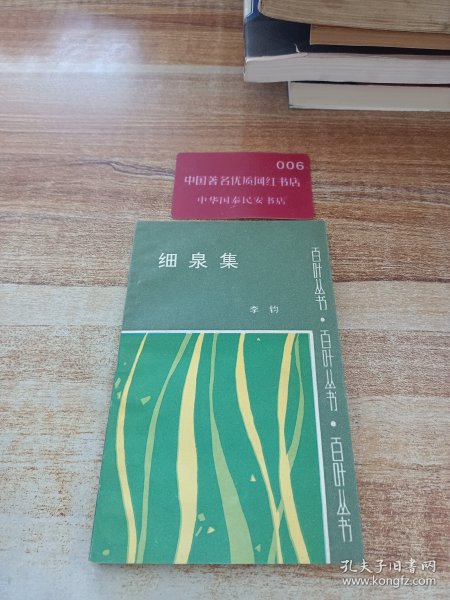 006
中国著名优质网红书店
中华国泰民安书店
细泉集
李钧
百叶丛书·百叶丛书·百叶丛书
孔夫子旧书网
www.kongfz.com